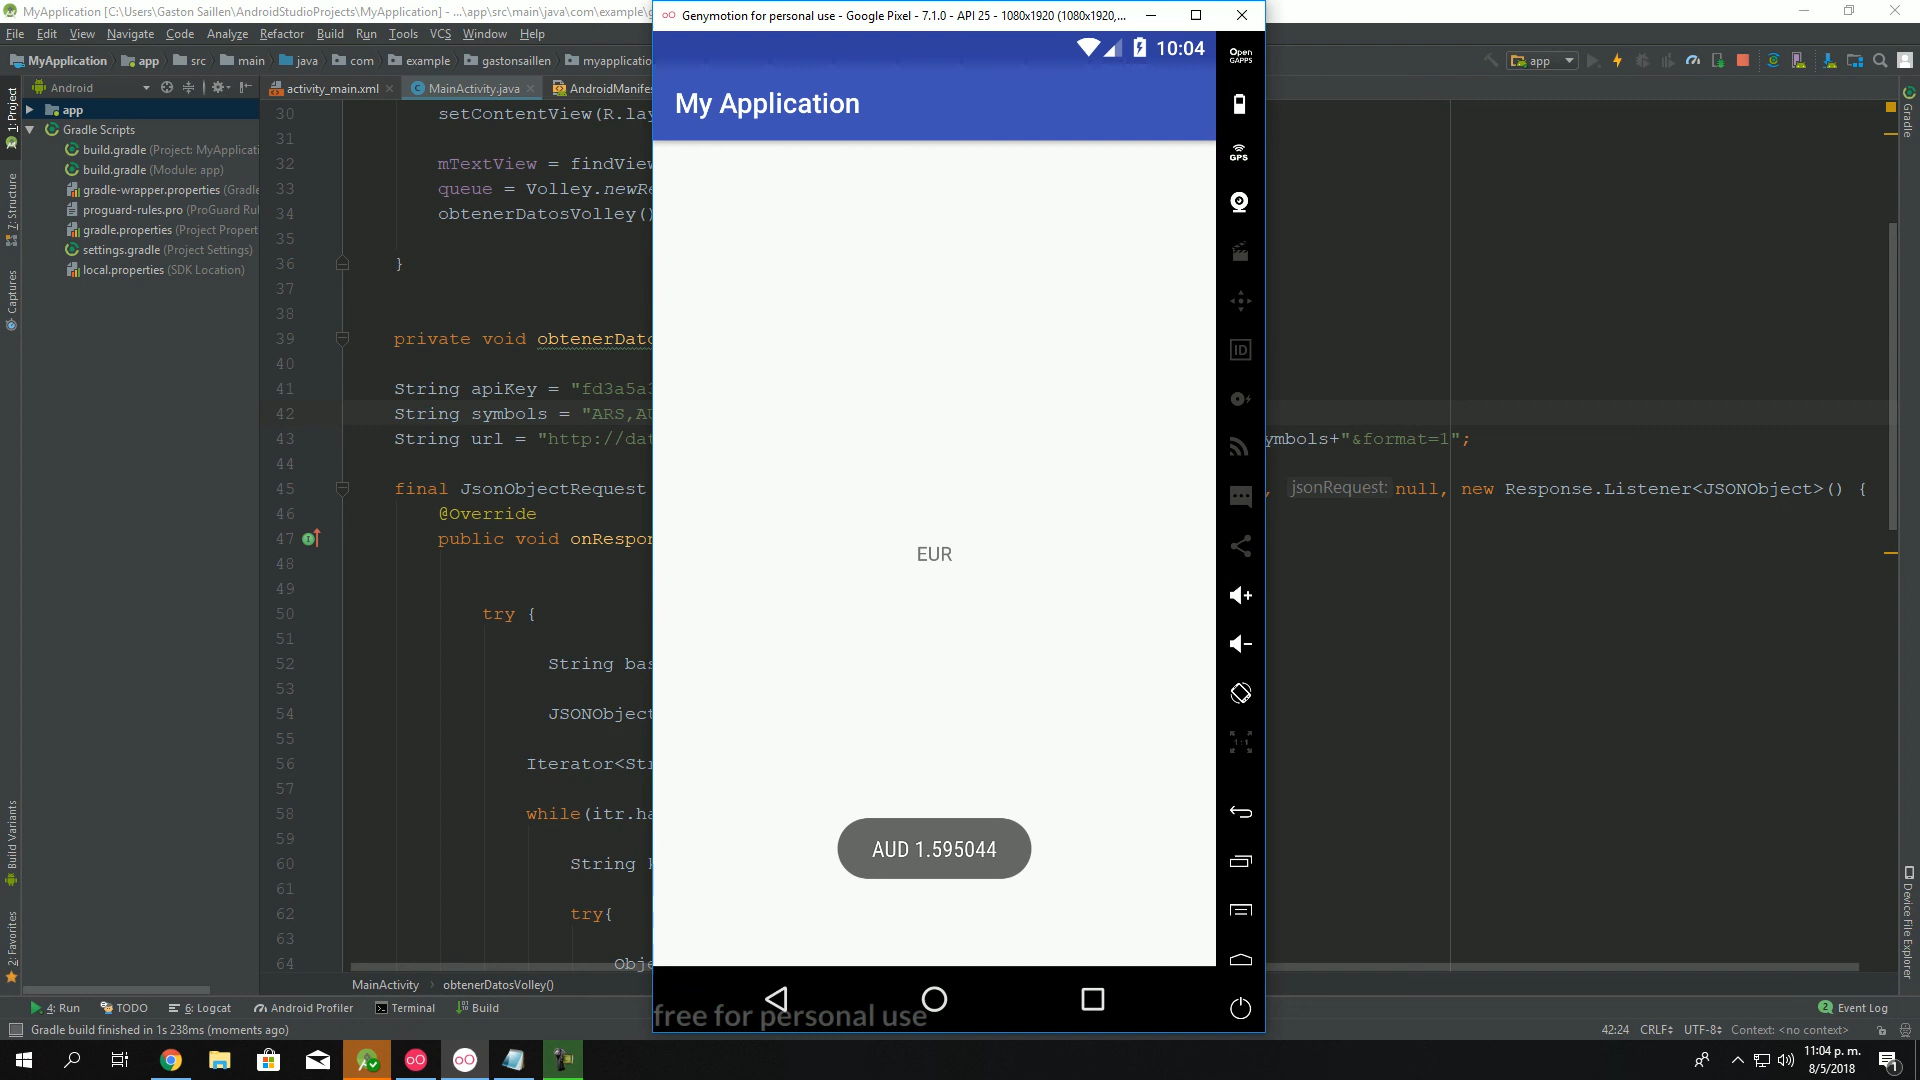 MyApplication [C:\Users\Gaston Saillen\AndroidStudioProjects\MyApplication] - ...\app\src\main\java\com\example\g
File Edit View Navigate Code Analyze Refactor Build Run Tools VCS Window Help
MyApplication app src main java com example gastonsaillen myapplicatio
app
Android
activity_main.xml MainActivity.java AndroidManifes
app
Gradle Scripts
build.gradle (Project: MyApplicati
build.gradle (Module: app)
gradle-wrapper.properties (Gradle
proguard-rules.pro (ProGuard Rul
gradle.properties (Project Propert
settings.gradle (Project Settings)
local.properties (SDK Location)
1: Project
7: Structure
Captures
Build Variants
2: Favorites
30 setContentView(R.lay
31
32 mTextView = findView
33 queue = Volley.newRe
34 obtenerDatosVolley()
35
36 }
37
38
39 private void obtenerDato
40
41 String apiKey = "fd3a5a3
42 String symbols = "ARS,AU
43 String url = "http://dat ymbols+"&format=1";
44
45 final JsonObjectRequest , jsonRequest: null, new Response.Listener<JSONObject>() {
46 @Override
47 public void onRespon
48
49
50 try {
51
52 String bas
53
54 JSONObject
55
56 Iterator<Str
57
58 while(itr.ha
59
60 String k
61
62 try{
63
64 Obje
MainActivity obtenerDatosVolley()
Genymotion for personal use - Google Pixel - 7.1.0 - API 25 - 1080x1920 (1080x1920,...
10:04
My Application
EUR
AUD 1.595044
free for personal use
Open
GAPPS
GPS
ID
1:1
Gradle
Device File Explorer
4: Run TODO 6: Logcat Android Profiler Terminal Build
2 Event Log
Gradle build finished in 1s 238ms (moments ago)
42:24 CRLF UTF-8 Context: <no context>
11:04 p. m.
8/5/2018
1